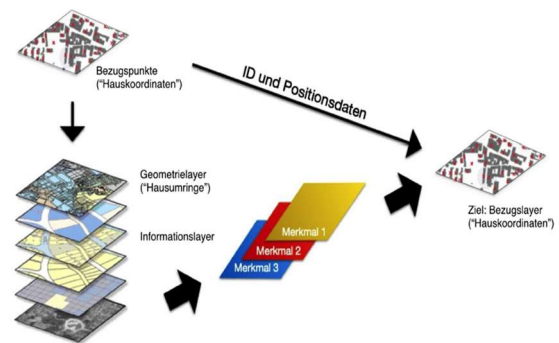 Bezugspunkte
(“Hauskoordinaten”)
ID und Positionsdaten
Geometrielayer
(“Hausumringe”)
Informationslayer
Merkmal 1
Merkmal 2
Merkmal 3
Ziel: Bezugslayer
(“Hauskoordinaten”)